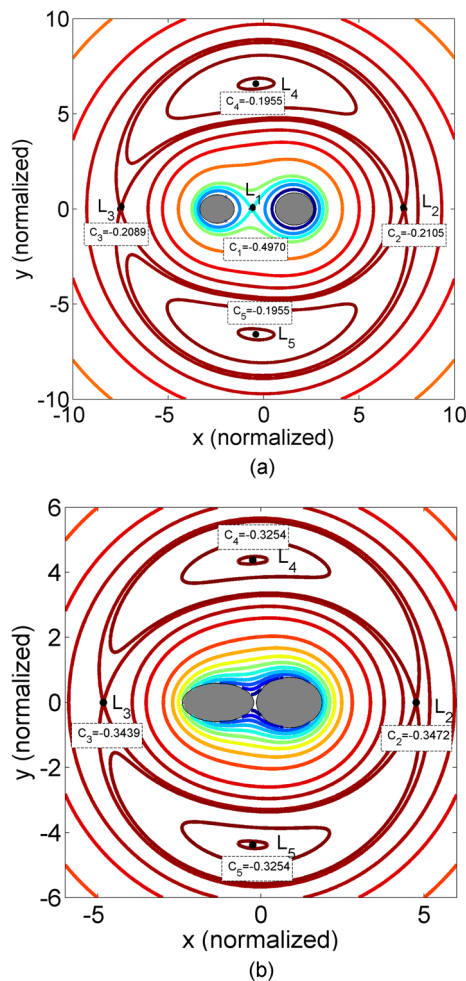 10
5
0
-5
-10
y (normalized)
L4
C4=-0.1955
L1
L3
L2
C3=-0.2089
C1=-0.4970
C2=-0.2105
C5=-0.1955
L5
-10 -5 0 5 10
x (normalized)
(a)
6
4
2
0
-2
-4
-6
y (normalized)
C4=-0.3254
L4
L3
L2
C3=-0.3439
C2=-0.3472
L5
C5=-0.3254
-5 0 5
x (normalized)
(b)